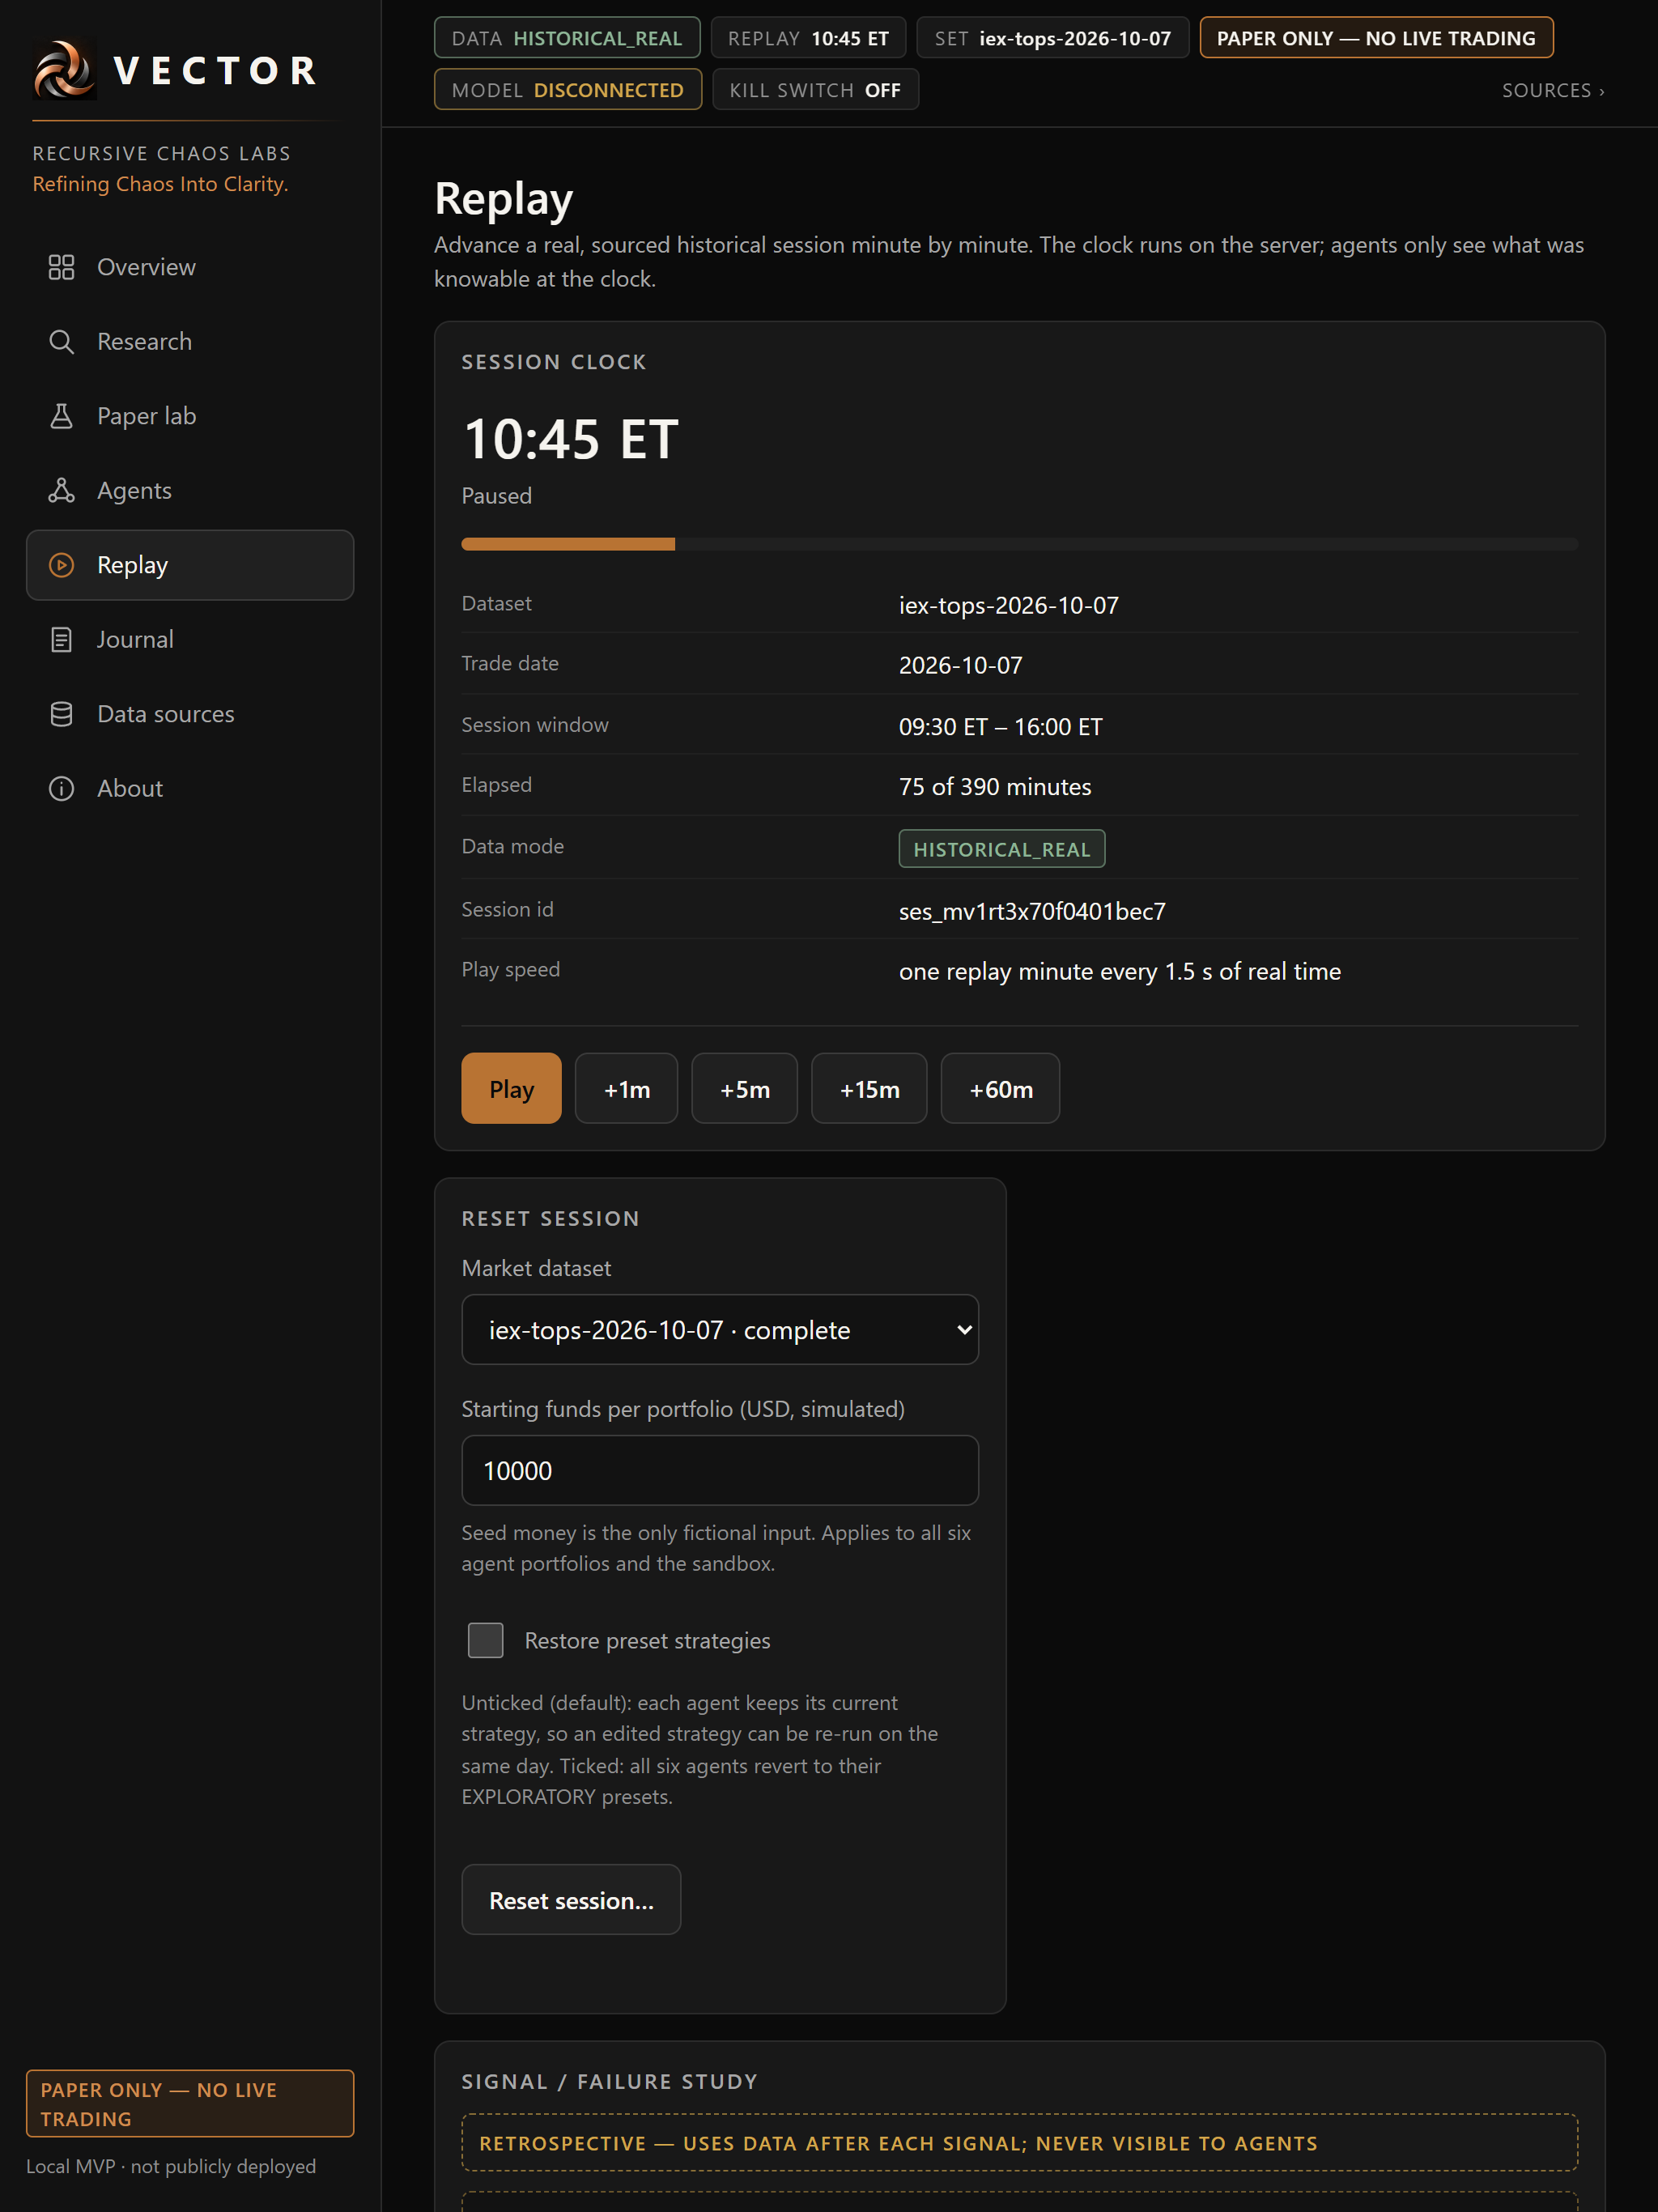 VECTOR
RECURSIVE CHAOS LABS
Refining Chaos Into Clarity.
Overview
Research
Paper lab
Agents
Replay
Journal
Data sources
About
PAPER ONLY — NO LIVE
TRADING
Local MVP · not publicly deployed
DATA HISTORICAL_REAL
REPLAY 10:45 ET
SET iex-tops-2026-10-07
PAPER ONLY — NO LIVE TRADING
MODEL DISCONNECTED
KILL SWITCH OFF
SOURCES ›
Replay
Advance a real, sourced historical session minute by minute. The clock runs on the server; agents only see what was
knowable at the clock.
SESSION CLOCK
10:45 ET
Paused
Dataset iex-tops-2026-10-07
Trade date 2026-10-07
Session window 09:30 ET – 16:00 ET
Elapsed 75 of 390 minutes
Data mode HISTORICAL_REAL
Session id ses_mv1rt3x70f0401bec7
Play speed one replay minute every 1.5 s of real time
Play +1m +5m +15m +60m
RESET SESSION
Market dataset
iex-tops-2026-10-07 · complete
Starting funds per portfolio (USD, simulated)
10000
Seed money is the only fictional input. Applies to all six
agent portfolios and the sandbox.
Restore preset strategies
Unticked (default): each agent keeps its current
strategy, so an edited strategy can be re-run on the
same day. Ticked: all six agents revert to their
EXPLORATORY presets.
Reset session…
SIGNAL / FAILURE STUDY
RETROSPECTIVE — USES DATA AFTER EACH SIGNAL; NEVER VISIBLE TO AGENTS